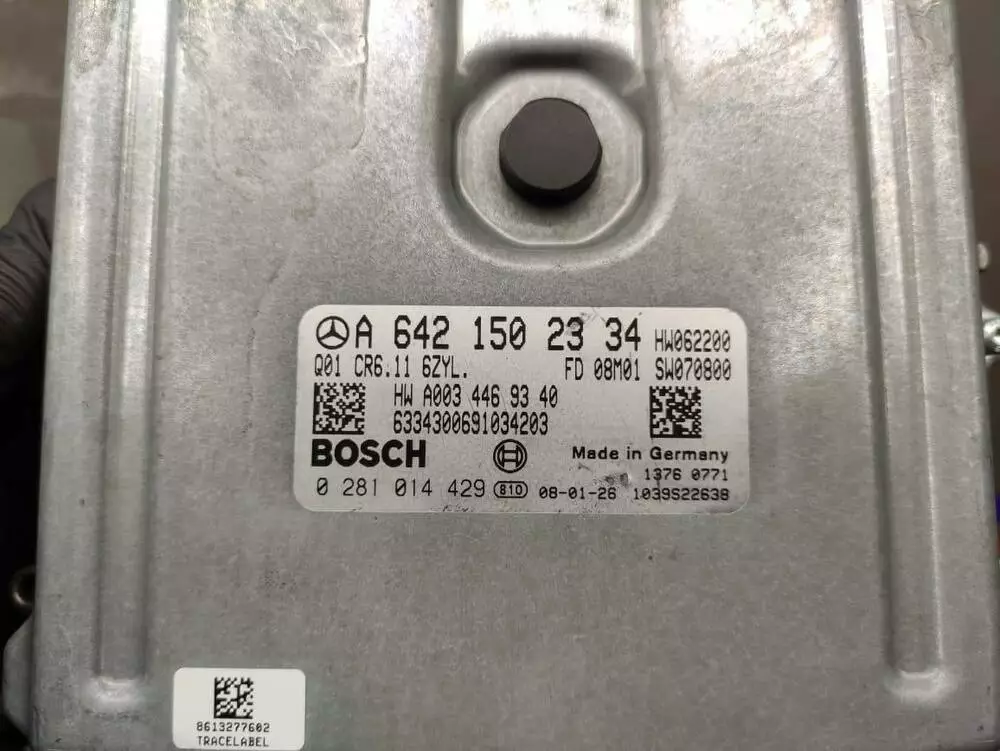 A 642 150 23 34 HW062200
Q01 CR6.11 6ZYL. FD 08M01 SW070800
HW A003 446 93 40
6334300691034203
BOSCH Made in Germany
1376 0771
0 281 014 429 810 08-01-26 1039S22638
8613277602
TRACELABEL